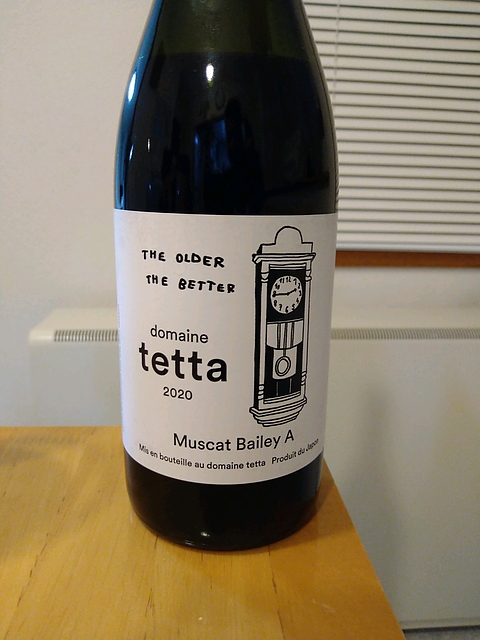 THE OLDER
THE BETTER
domaine
tetta
2020
Muscat Bailey A
Mis en bouteille au domaine tetta Produit du Japon